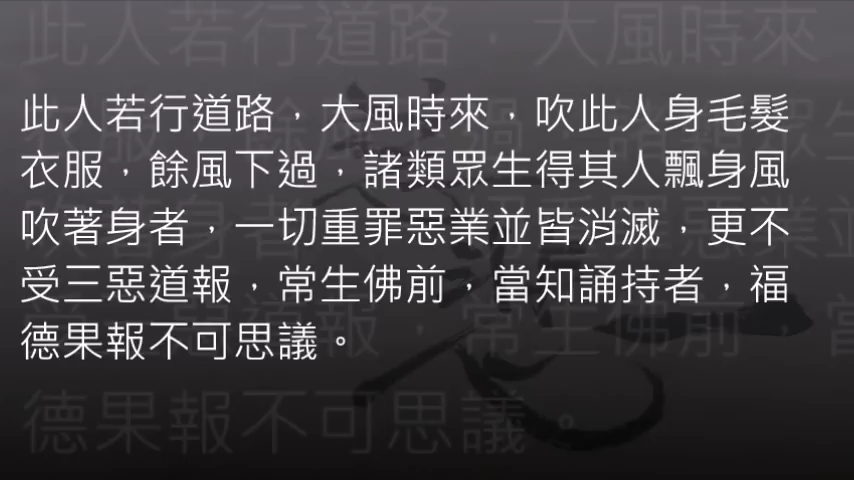 此人若行道路，大風時來，吹此人身毛髮
衣服，餘風下過，諸類眾生得其人飄身風
吹著身者，一切重罪惡業並皆消滅，更不
受三惡道報，常生佛前，當知誦持者，福
德果報不可思議。